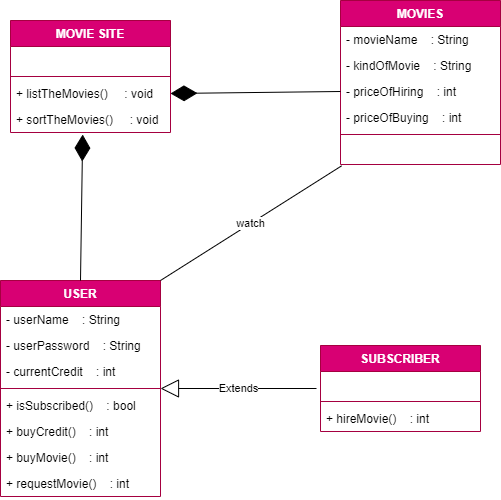 MOVIE SITE
+ listTheMovies() : void
+ sortTheMovies() : void
MOVIES
- movieName : String
- kindOfMovie : String
- priceOfHiring : int
- priceOfBuying : int
watch
USER
- userName : String
- userPassword : String
- currentCredit : int
+ isSubscribed() : bool
+ buyCredit() : int
+ buyMovie() : int
+ requestMovie() : int
Extends
SUBSCRIBER
+ hireMovie() : int